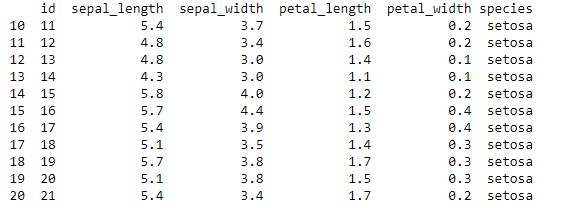 id sepal_length sepal_width petal_length petal_width species
10 11 5.4 3.7 1.5 0.2 setosa
11 12 4.8 3.4 1.6 0.2 setosa
12 13 4.8 3.0 1.4 0.1 setosa
13 14 4.3 3.0 1.1 0.1 setosa
14 15 5.8 4.0 1.2 0.2 setosa
15 16 5.7 4.4 1.5 0.4 setosa
16 17 5.4 3.9 1.3 0.4 setosa
17 18 5.1 3.5 1.4 0.3 setosa
18 19 5.7 3.8 1.7 0.3 setosa
19 20 5.1 3.8 1.5 0.3 setosa
20 21 5.4 3.4 1.7 0.2 setosa